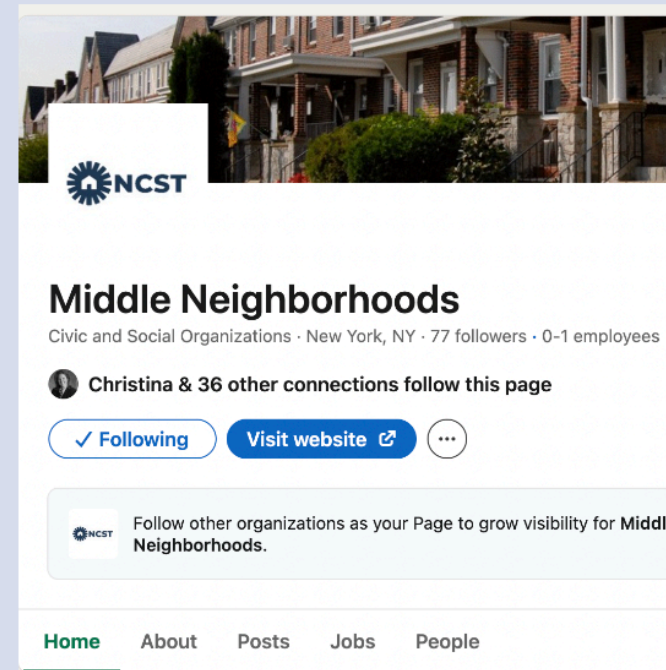 NCST
Middle Neighborhoods
Civic and Social Organizations · New York, NY · 77 followers · 0-1 employees
Christina & 36 other connections follow this page
✓ Following
Visit website
NCST
Follow other organizations as your Page to grow visibility for Middl
Neighborhoods.
Home About Posts Jobs People